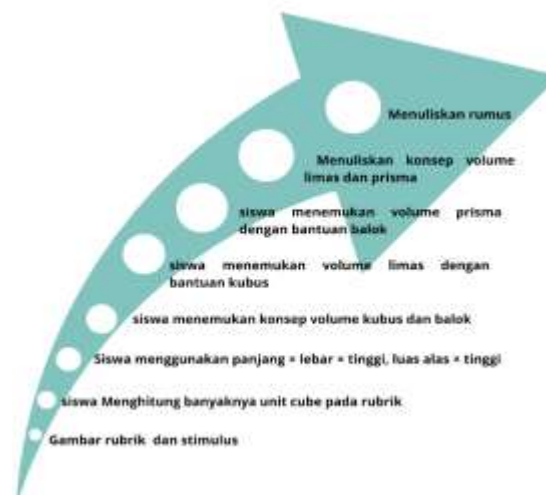 Menuliskan rumus
Menuliskan konsep volume
limas dan prisma
siswa menemukan volume prisma
dengan bantuan balok
siswa menemukan volume limas dengan
bantuan kubus
siswa menemukan konsep volume kubus dan balok
Siswa menggunakan panjang × lebar × tinggi, luas alas × tinggi
siswa Menghitung banyaknya unit cube pada rubrik
Gambar rubrik dan stimulus